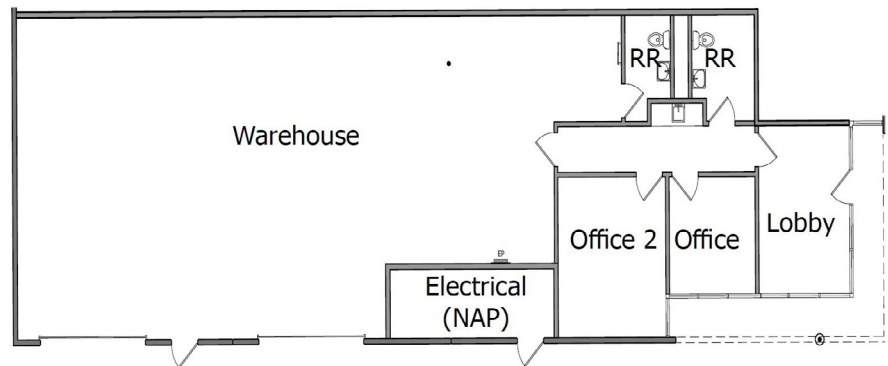 RR
RR
Warehouse
Lobby
Office 2
Office
EP
Electrical
(NAP)